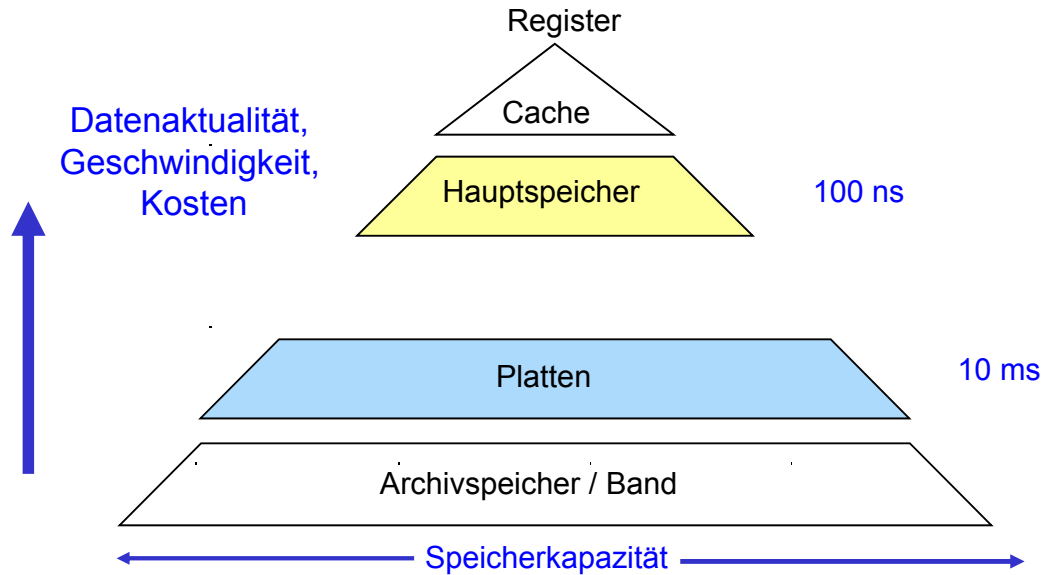 Register
Cache
Datenaktualität,
Geschwindigkeit,
Kosten
Hauptspeicher
100 ns
Platten
10 ms
Archivspeicher / Band
Speicherkapazität